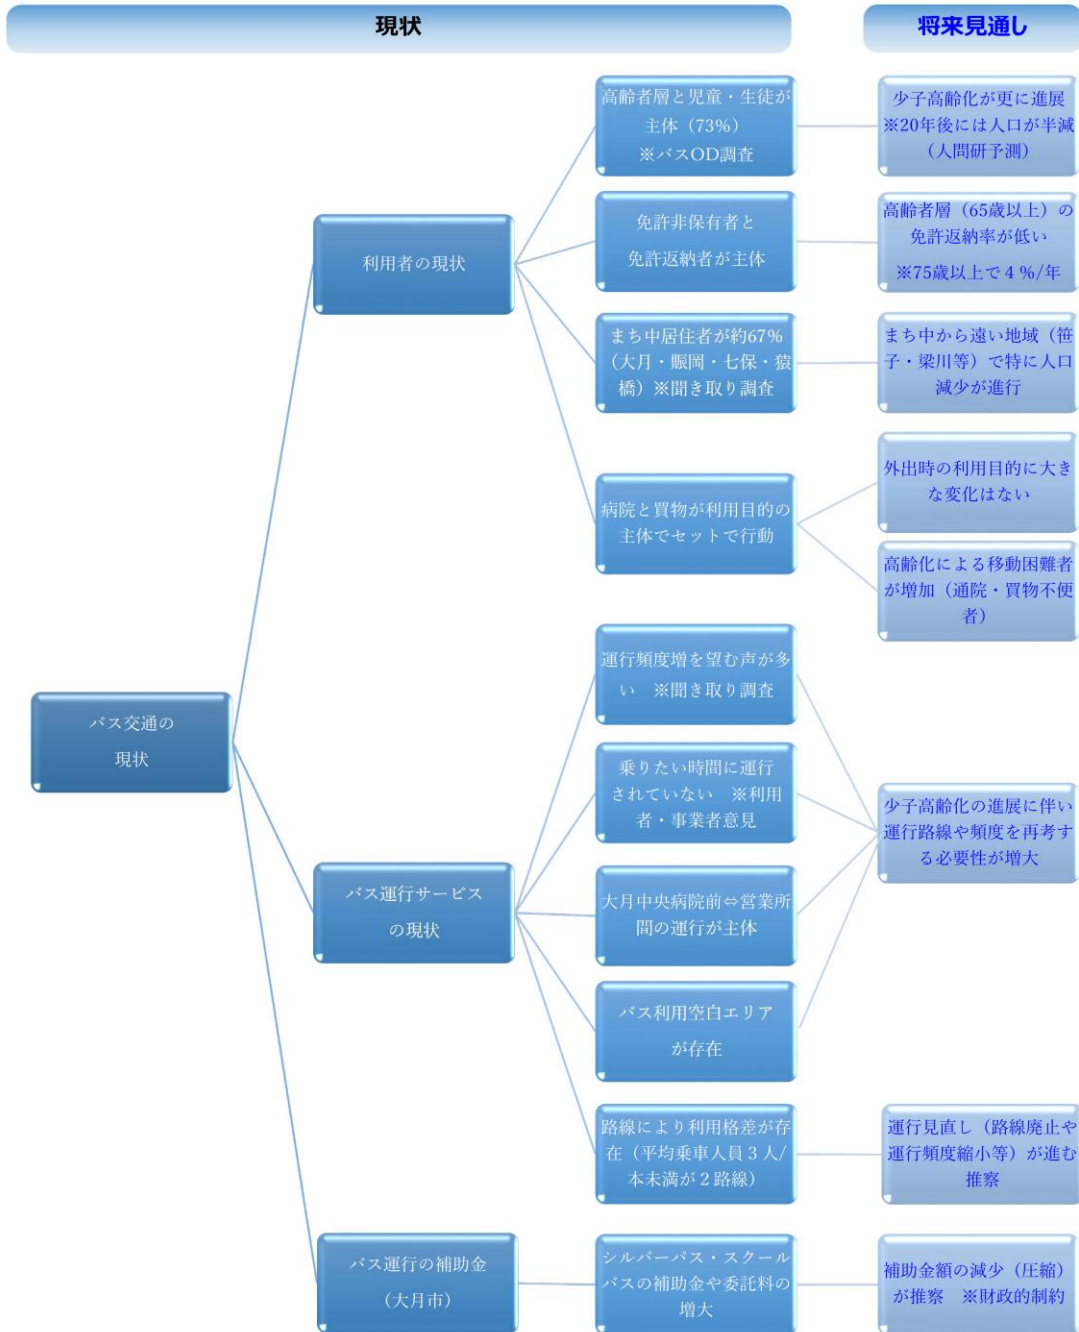 現状
将来見通し
バス交通の
現状
利用者の現状
高齢者層と児童・生徒が
主体（73％）
※バスOD調査
少子高齢化が更に進展
※20年後には人口が半減
（人問研予測）
免許非保有者と
免許返納者が主体
高齢者層（65歳以上）の
免許返納率が低い
※75歳以上で４％/年
まち中居住者が約67％
（大月・賑岡・七保・猿
橋）※聞き取り調査
まち中から遠い地域（笹
子・梁川等）で特に人口
減少が進行
病院と買物が利用目的の
主体でセットで行動
外出時の利用目的に大き
な変化はない
高齢化による移動困難者
が増加（通院・買物不便
者）
バス運行サービス
の現状
運行頻度増を望む声が多
い　※聞き取り調査
乗りたい時間に運行
されていない　※利用
者・事業者意見
大月中央病院前⇔営業所
間の運行が主体
バス利用空白エリア
が存在
少子高齢化の進展に伴い
運行路線や頻度を再考す
る必要性が増大
路線により利用格差が存
在（平均乗車人員３人/
本未満が２路線）
運行見直し（路線廃止や
運行頻度縮小等）が進む
推察
バス運行の補助金
（大月市）
シルバーパス・スクール
バスの補助金や委託料の
増大
補助金額の減少（圧縮）
が推察　※財政的制約